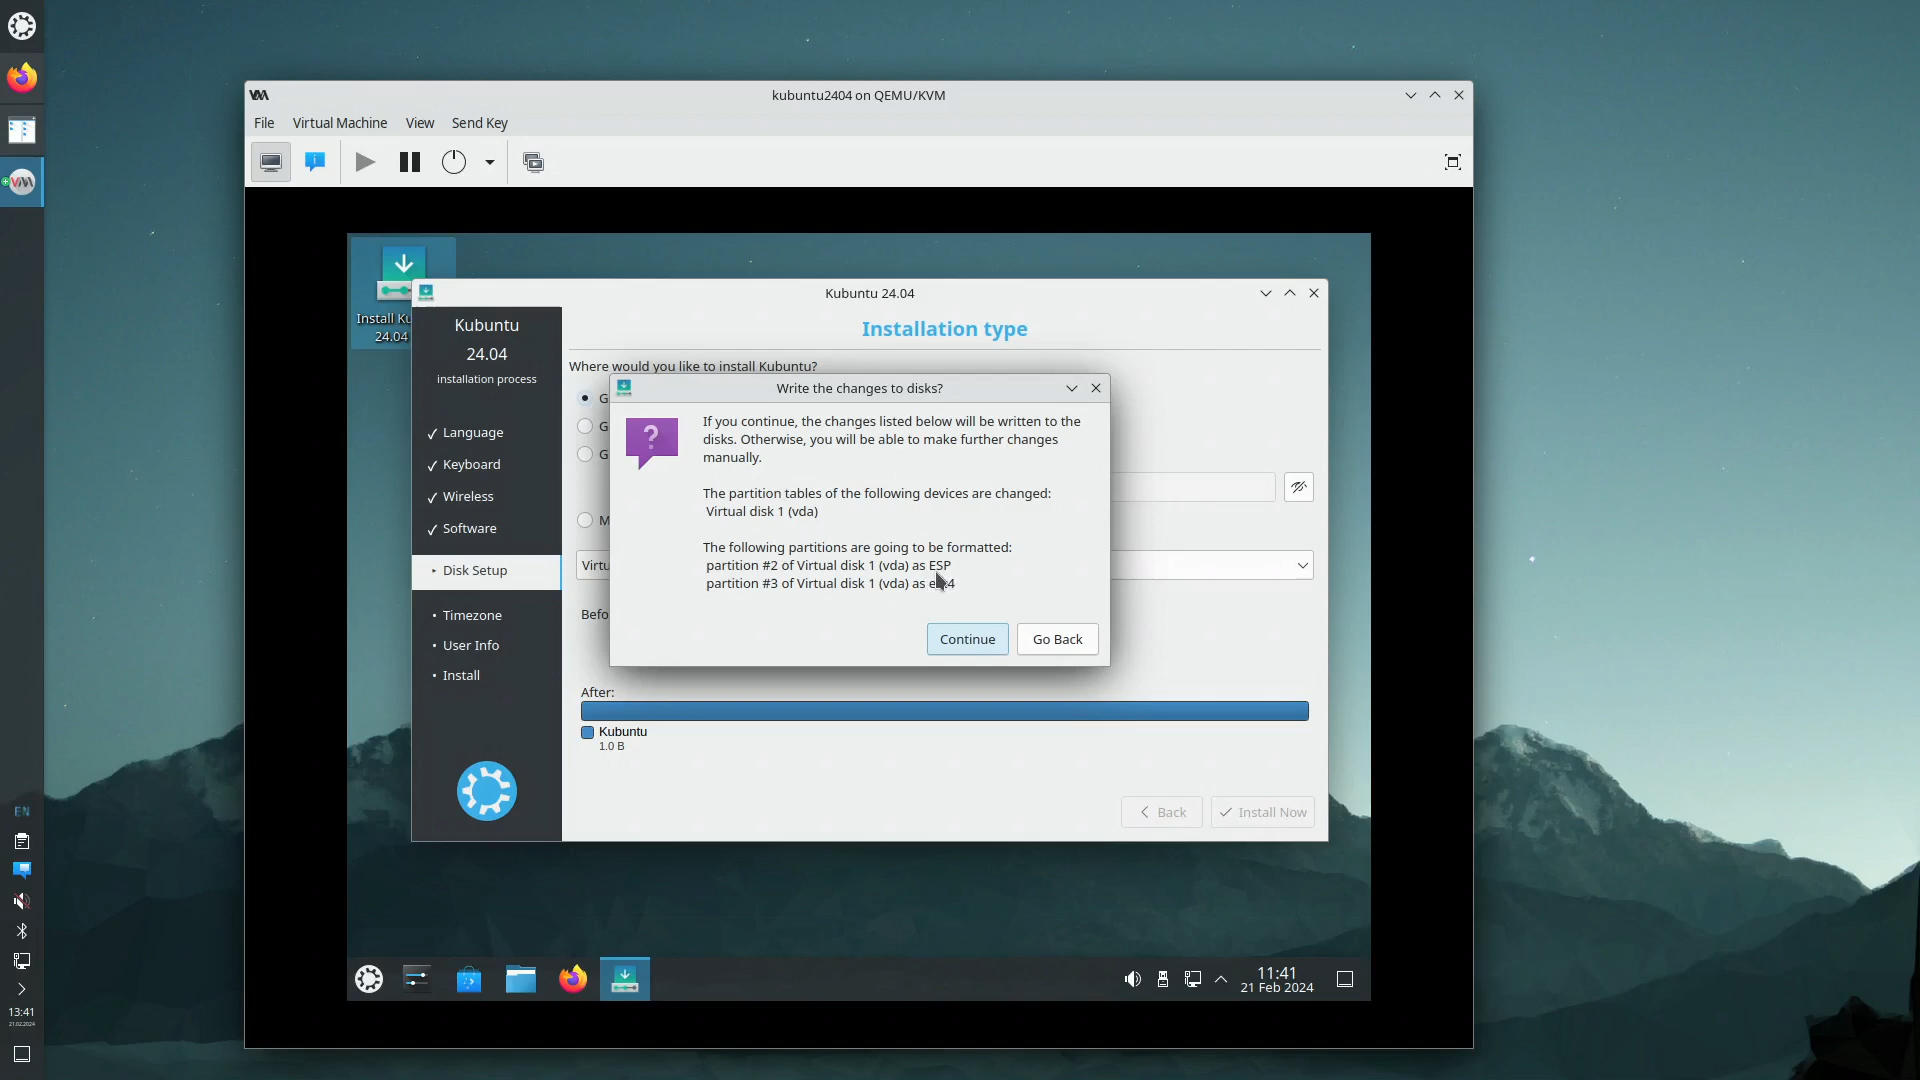 kubuntu2404 on QEMU/KVM
File Virtual Machine View Send Key
Install
24.04
Kubuntu 24.04
Kubuntu
24.04
installation process
Language
Keyboard
Wireless
Software
Disk Setup
Timezone
User Info
Install
Installation type
Where would you like to install Kubuntu?
G
G
G
M
Virtu
Befo
Write the changes to disks?
If you continue, the changes listed below will be written to the
disks. Otherwise, you will be able to make further changes
manually.
The partition tables of the following devices are changed:
Virtual disk 1 (vda)
The following partitions are going to be formatted:
partition #2 of Virtual disk 1 (vda) as ESP
partition #3 of Virtual disk 1 (vda) as
Continue Go Back
After:
Kubuntu
1.0 B
Back Install Now
11:41
21 Feb 2024
EN
13:41
21.02.2024